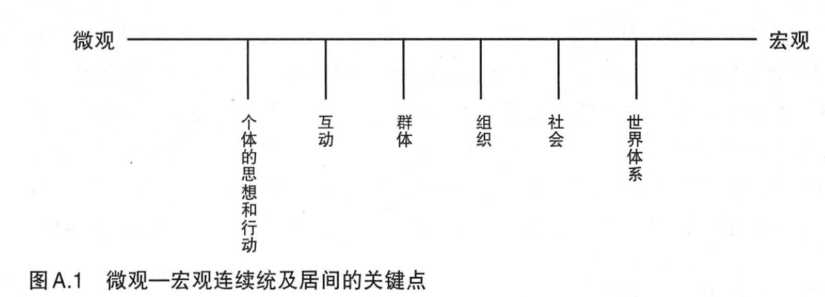 微观
宏观
个体的思想和行动
互动
群体
组织
社会
世界体系
图A.1 微观—宏观连续统及居间的关键点